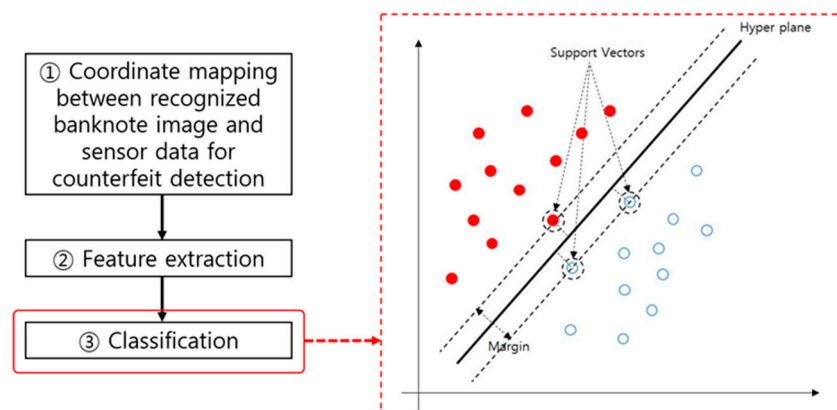 ① Coordinate mapping
between recognized
banknote image and
sensor data for
counterfeit detection
② Feature extraction
③ Classification
Hyper plane
Support Vectors
Margin